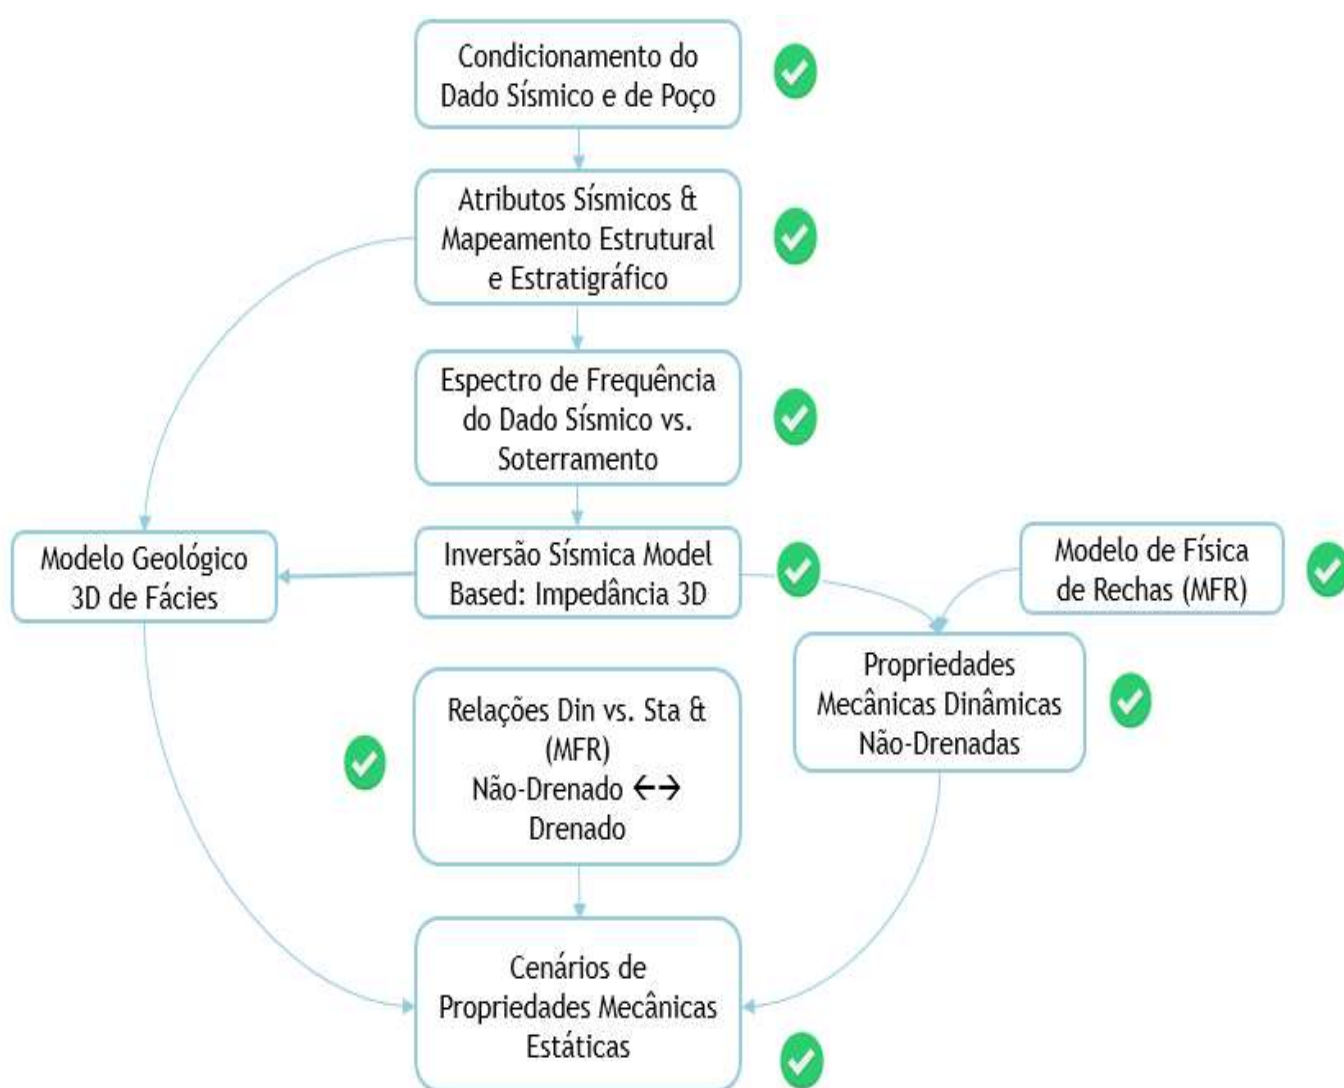 Condicionamento do
Dado Sísmico e de Poço
Atributos Sísmicos &
Mapeamento Estrutural
e Estratigráfico
Espectro de Frequência
do Dado Sísmico vs.
Soterramento
Modelo Geológico
3D de Fácies
Inversão Sísmica Model
Based: Impedância 3D
Modelo de Física
de Rechas (MFR)
Propriedades
Mecânicas Dinâmicas
Não-Drenadas
Relações Din vs. Sta &
(MFR)
Não-Drenado ←→
Drenado
Cenários de
Propriedades Mecânicas
Estáticas